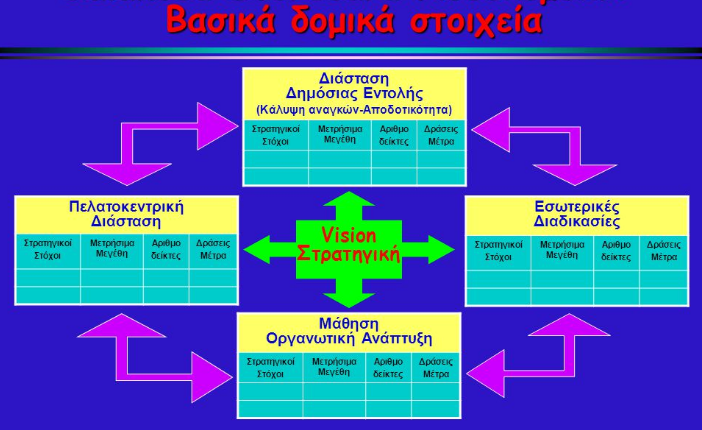 Βασικά δομικά στοιχεία
Διάσταση
Δημόσιας Εντολής
(Κάλυψη αναγκών-Αποδοτικότητα)
Στρατηγικοί Μετρήσιμα Αριθμο Δράσεις
Στόχοι Μεγέθη δείκτες Μέτρα
Πελατοκεντρική
Διάσταση
Στρατηγικοί Μετρήσιμα Αριθμο Δράσεις
Στόχοι Μεγέθη δείκτες Μέτρα
Vision
Στρατηγική
Εσωτερικές
Διαδικασίες
Στρατηγικοί Μετρήσιμα Αριθμο Δράσεις
Στόχοι Μεγέθη δείκτες Μέτρα
Μάθηση
Οργανωτική Ανάπτυξη
Στρατηγικοί Μετρήσιμα Αριθμο Δράσεις
Στόχοι Μεγέθη δείκτες Μέτρα